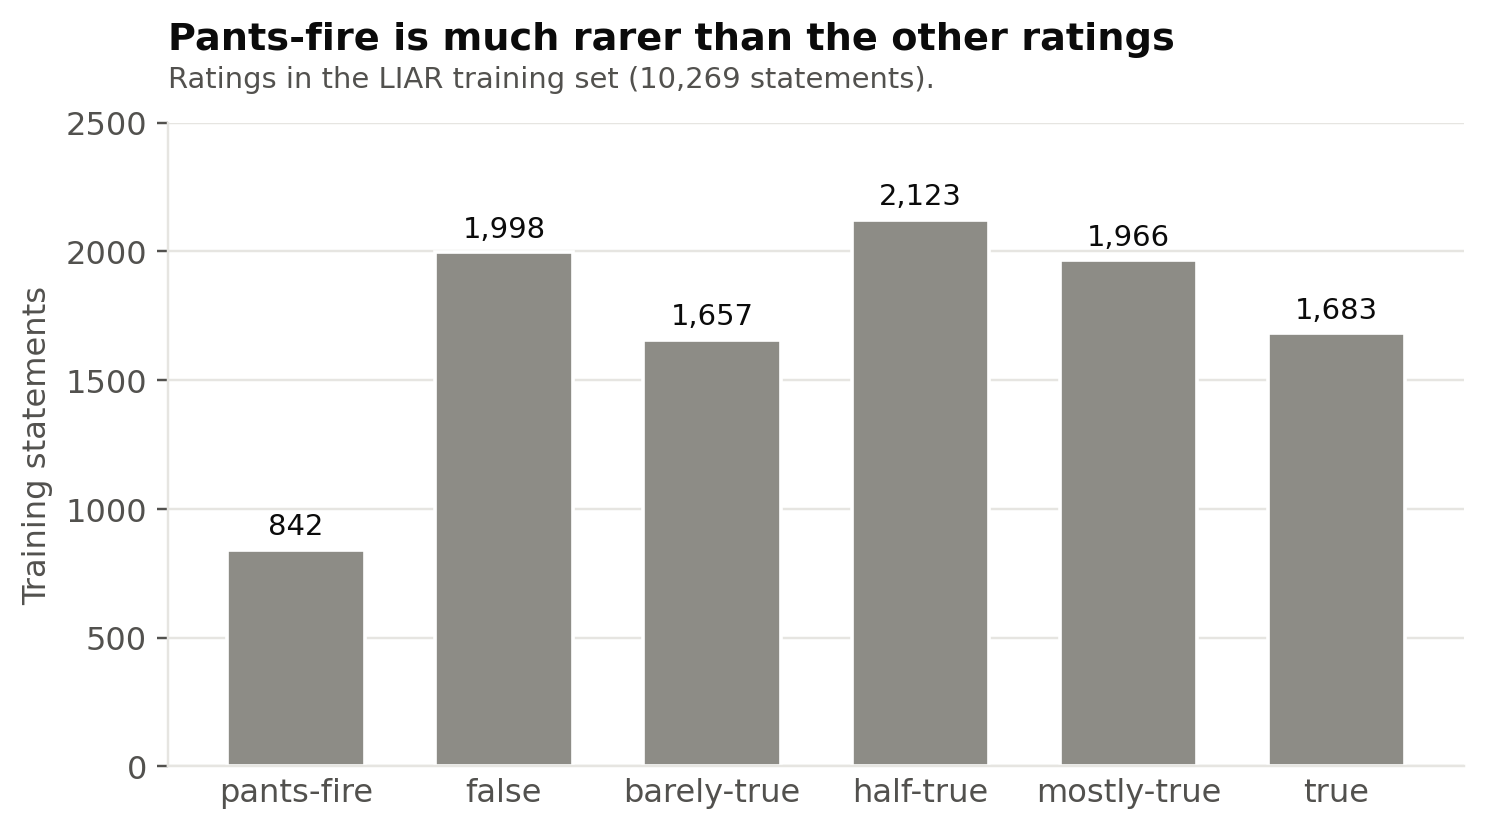 Pants-fire is much rarer than the other ratings
Ratings in the LIAR training set (10,269 statements).
Training statements
2500
2000
1500
1000
500
0
842
1,998
1,657
2,123
1,966
1,683
pants-fire
false
barely-true
half-true
mostly-true
true